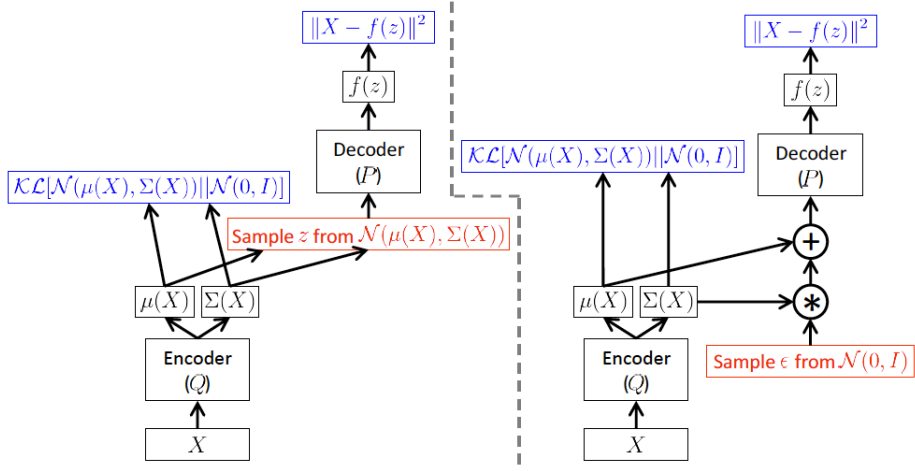 ‖X − f(z)‖²
f(z)
Decoder
(P)
𝒦ℒ[𝒩(μ(X), Σ(X))||𝒩(0, I)]
Sample z from 𝒩(μ(X), Σ(X))
μ(X)
Σ(X)
Encoder
(Q)
X
‖X − f(z)‖²
f(z)
Decoder
(P)
𝒦ℒ[𝒩(μ(X), Σ(X))||𝒩(0, I)]
+
μ(X)
Σ(X)
*
Encoder
(Q)
Sample ϵ from 𝒩(0, I)
X